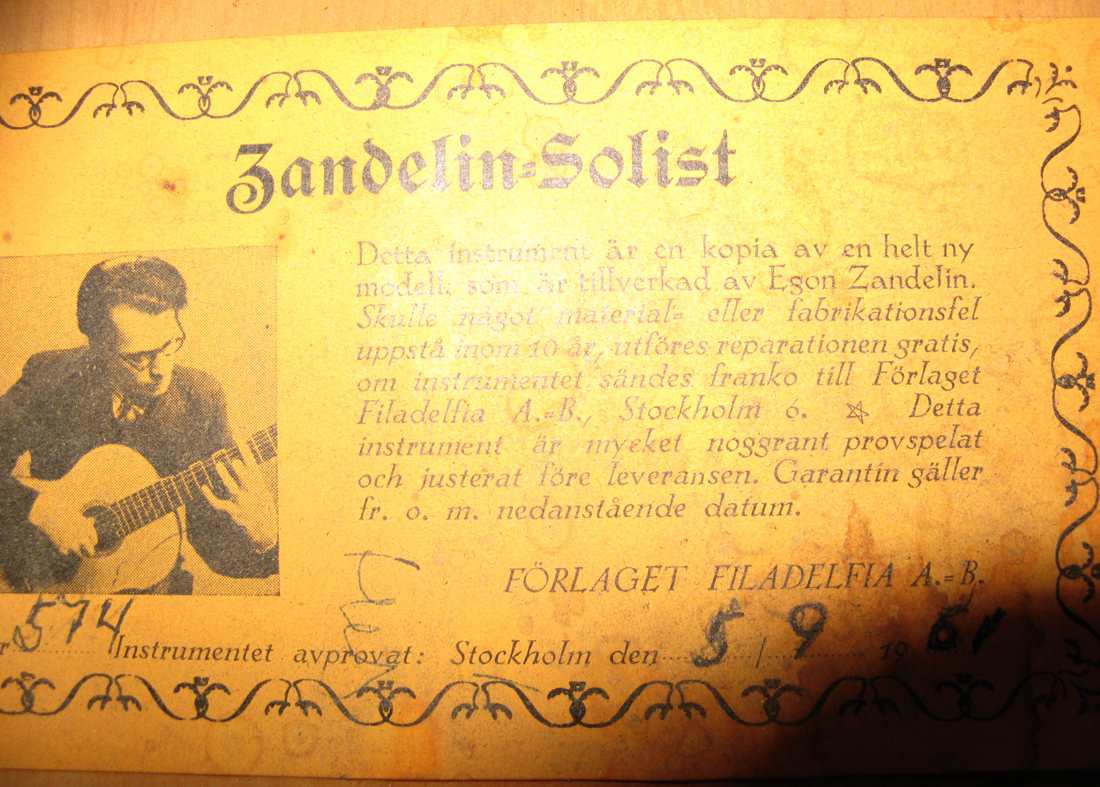 Zandelin=Solist
Detta instrument är en kopia av en helt ny
modell, som är tillverkad av Egon Zandelin.
Skulle något material= eller fabrikationsfel
uppstå inom 10 år, utföres reparationen gratis,
om instrumentet sändes franko till Förlaget
Filadelfia A.=B., Stockholm 6. ☆ Detta
instrument är mycket noggrant provspelat
och justerat före leveransen. Garantin gäller
fr. o. m. nedanstående datum.
FÖRLAGET FILADELFIA A.=B.
r 574 Instrumentet avprovat: Stockholm den 5 / 9 19 61